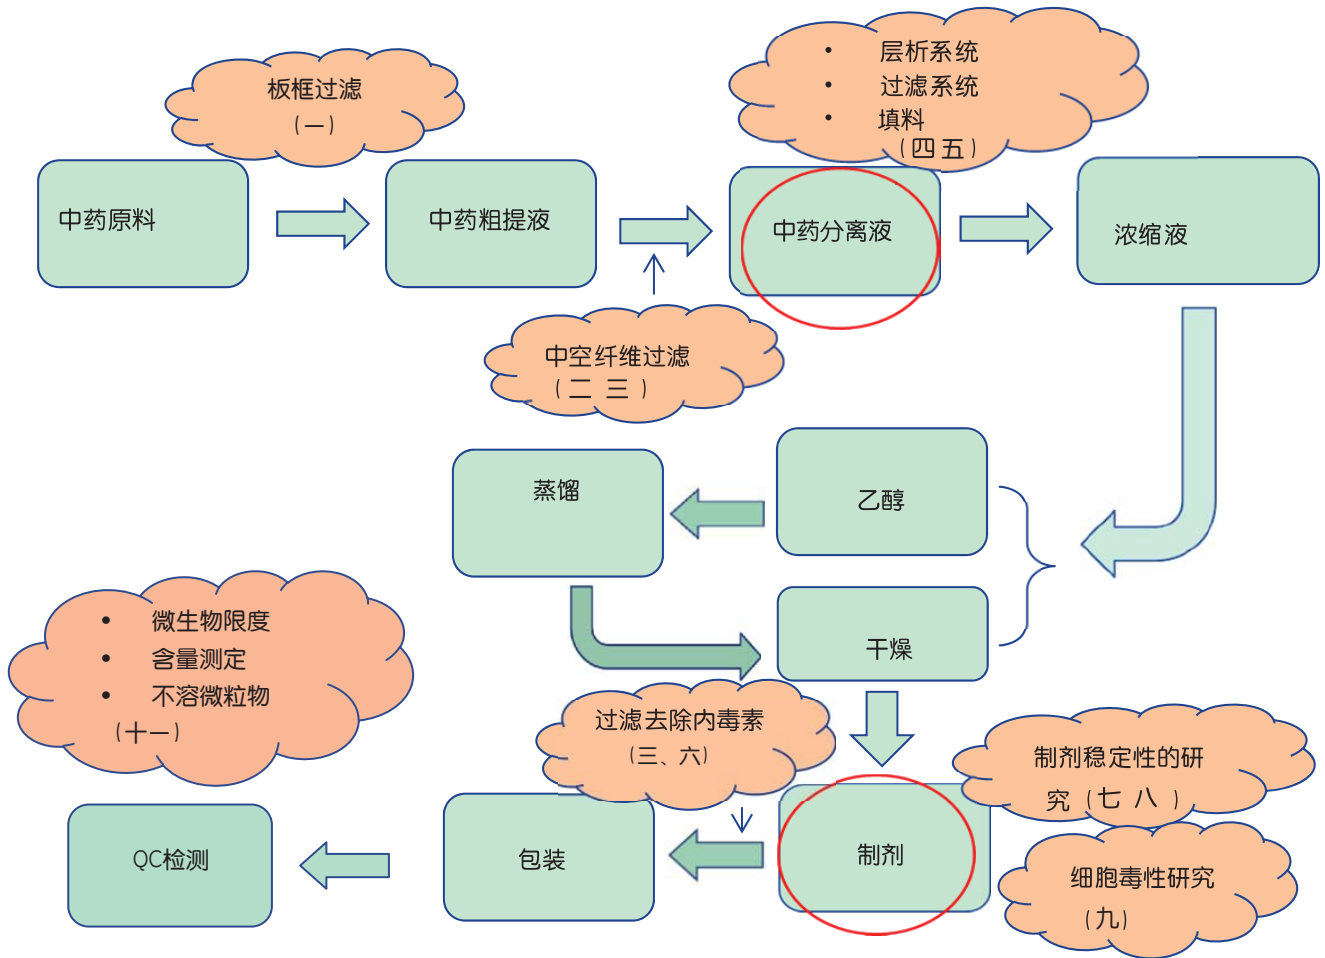 板框过滤
(一)
• 层析系统
• 过滤系统
• 填料
(四五)
中药原料
中药粗提液
中药分离液
浓缩液
中空纤维过滤
(二 三)
蒸馏
乙醇
干燥
• 微生物限度
• 含量测定
• 不溶微粒物
(十一)
过滤去除内毒素
(三、六)
制剂稳定性的研
究(七 八)
QC检测
包装
制剂
细胞毒性研究
(九)